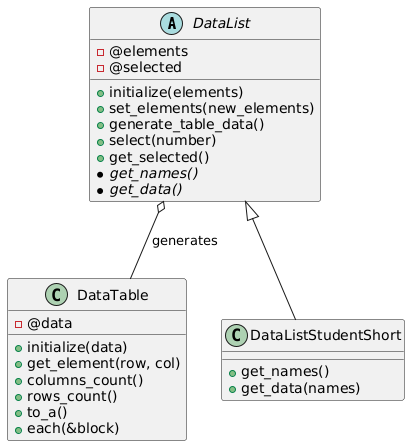 A DataList
@elements
@selected
initialize(elements)
set_elements(new_elements)
generate_table_data()
select(number)
get_selected()
get_names()
get_data()
generates
C DataTable
@data
initialize(data)
get_element(row, col)
columns_count()
rows_count()
to_a()
each(&block)
C DataListStudentShort
get_names()
get_data(names)